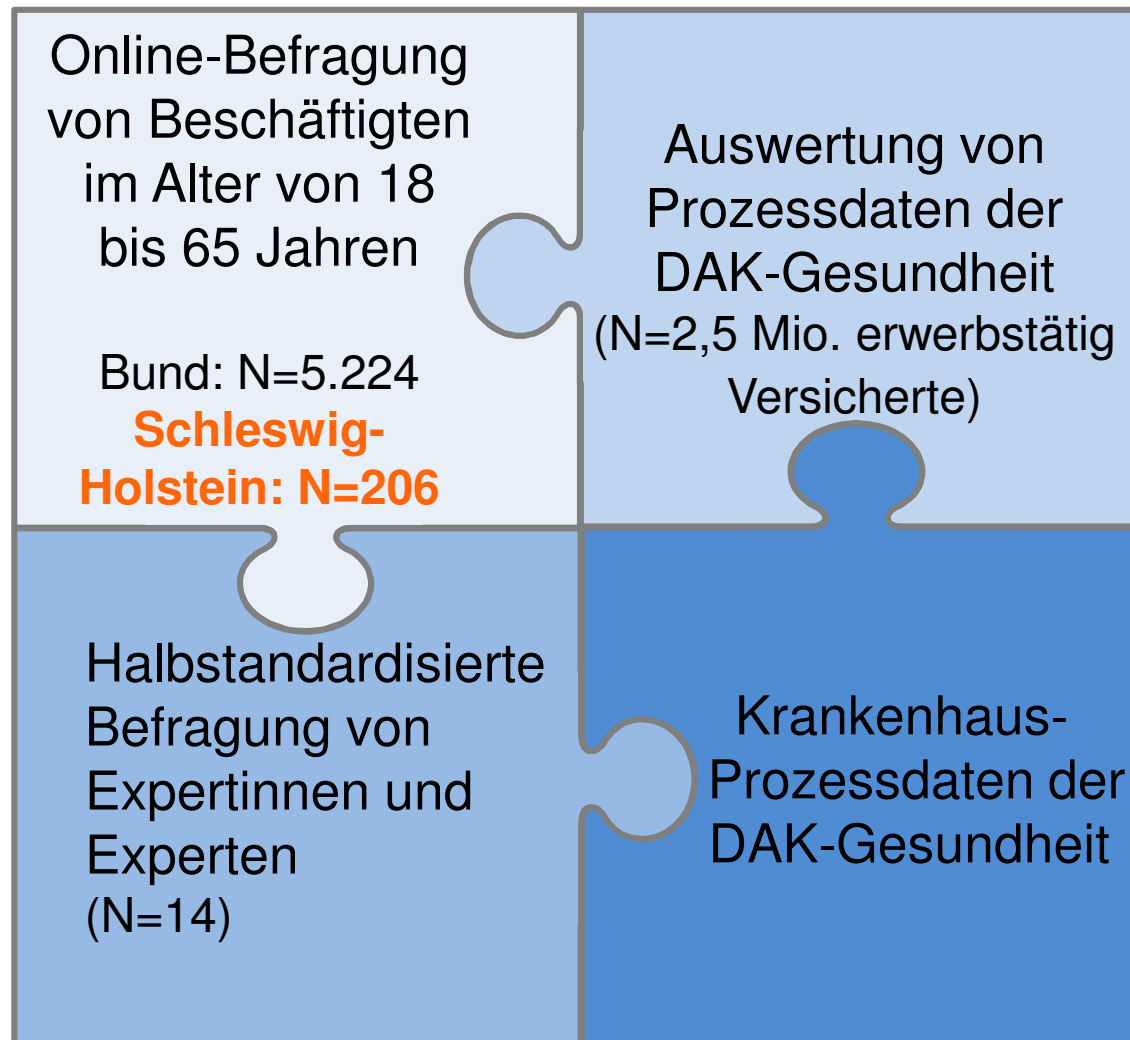 Online-Befragung
von Beschäftigten
im Alter von 18
bis 65 Jahren
Bund: N=5.224
Schleswig-
Holstein: N=206
Auswertung von
Prozessdaten der
DAK-Gesundheit
(N=2,5 Mio. erwerbstätig
Versicherte)
Halbstandardisierte
Befragung von
Expertinnen und
Experten
(N=14)
Krankenhaus-
Prozessdaten der
DAK-Gesundheit